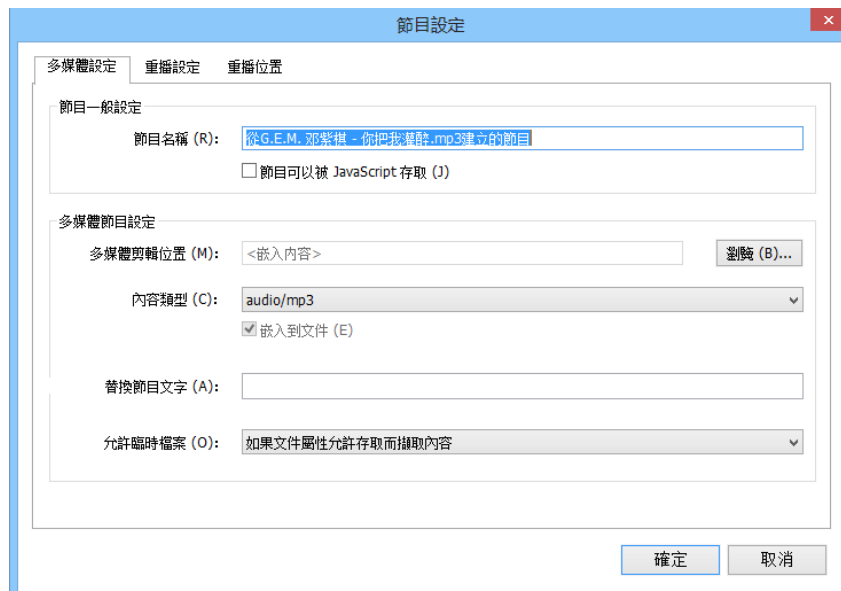 節目設定
多媒體設定 重播設定 重播位置
節目一般設定
節目名稱 (R): 從G.E.M. 邓紫棋 - 你把我灌醉.mp3建立的節目
節目可以被 JavaScript 存取 (J)
多媒體節目設定
多媒體剪輯位置 (M): <嵌入內容> 瀏覽 (B)...
內容類型 (C): audio/mp3
嵌入到文件 (E)
替換節目文字 (A):
允許臨時檔案 (O): 如果文件屬性允許存取而擷取內容
確定 取消